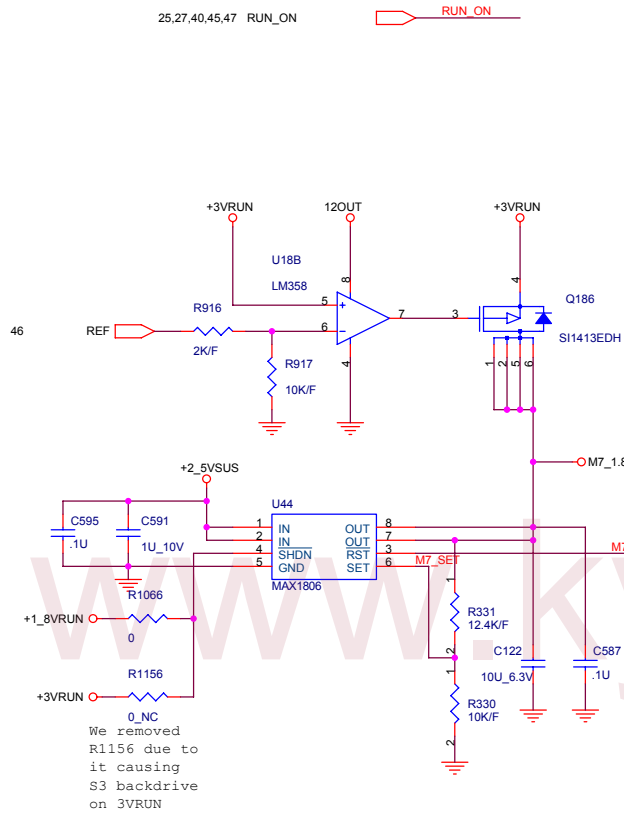 25,27,40,45,47 RUN_ON
RUN_ON
+3VRUN
12OUT
+3VRUN
U18B
LM358
8
4
5
+
7
3
Q186
46
REF
R916
6
−
SI1413EDH
2K/F
R917
10K/F
4
1
2
5
6
+2_5VSUS
M7_1.8
U44
C595
.1U
C591
1U_10V
1
IN
OUT
8
2
IN
OUT
7
4
SHDN
RST
3
M7
5
GND
SET
6
M7_SET
MAX1806
www.ky
R1066
+1_8VRUN
0
1
R331
12.4K/F
2
C122
10U_6.3V
C587
.1U
R1156
+3VRUN
0_NC
1
R330
10K/F
2
We removed
R1156 due to
it causing
S3 backdrive
on 3VRUN